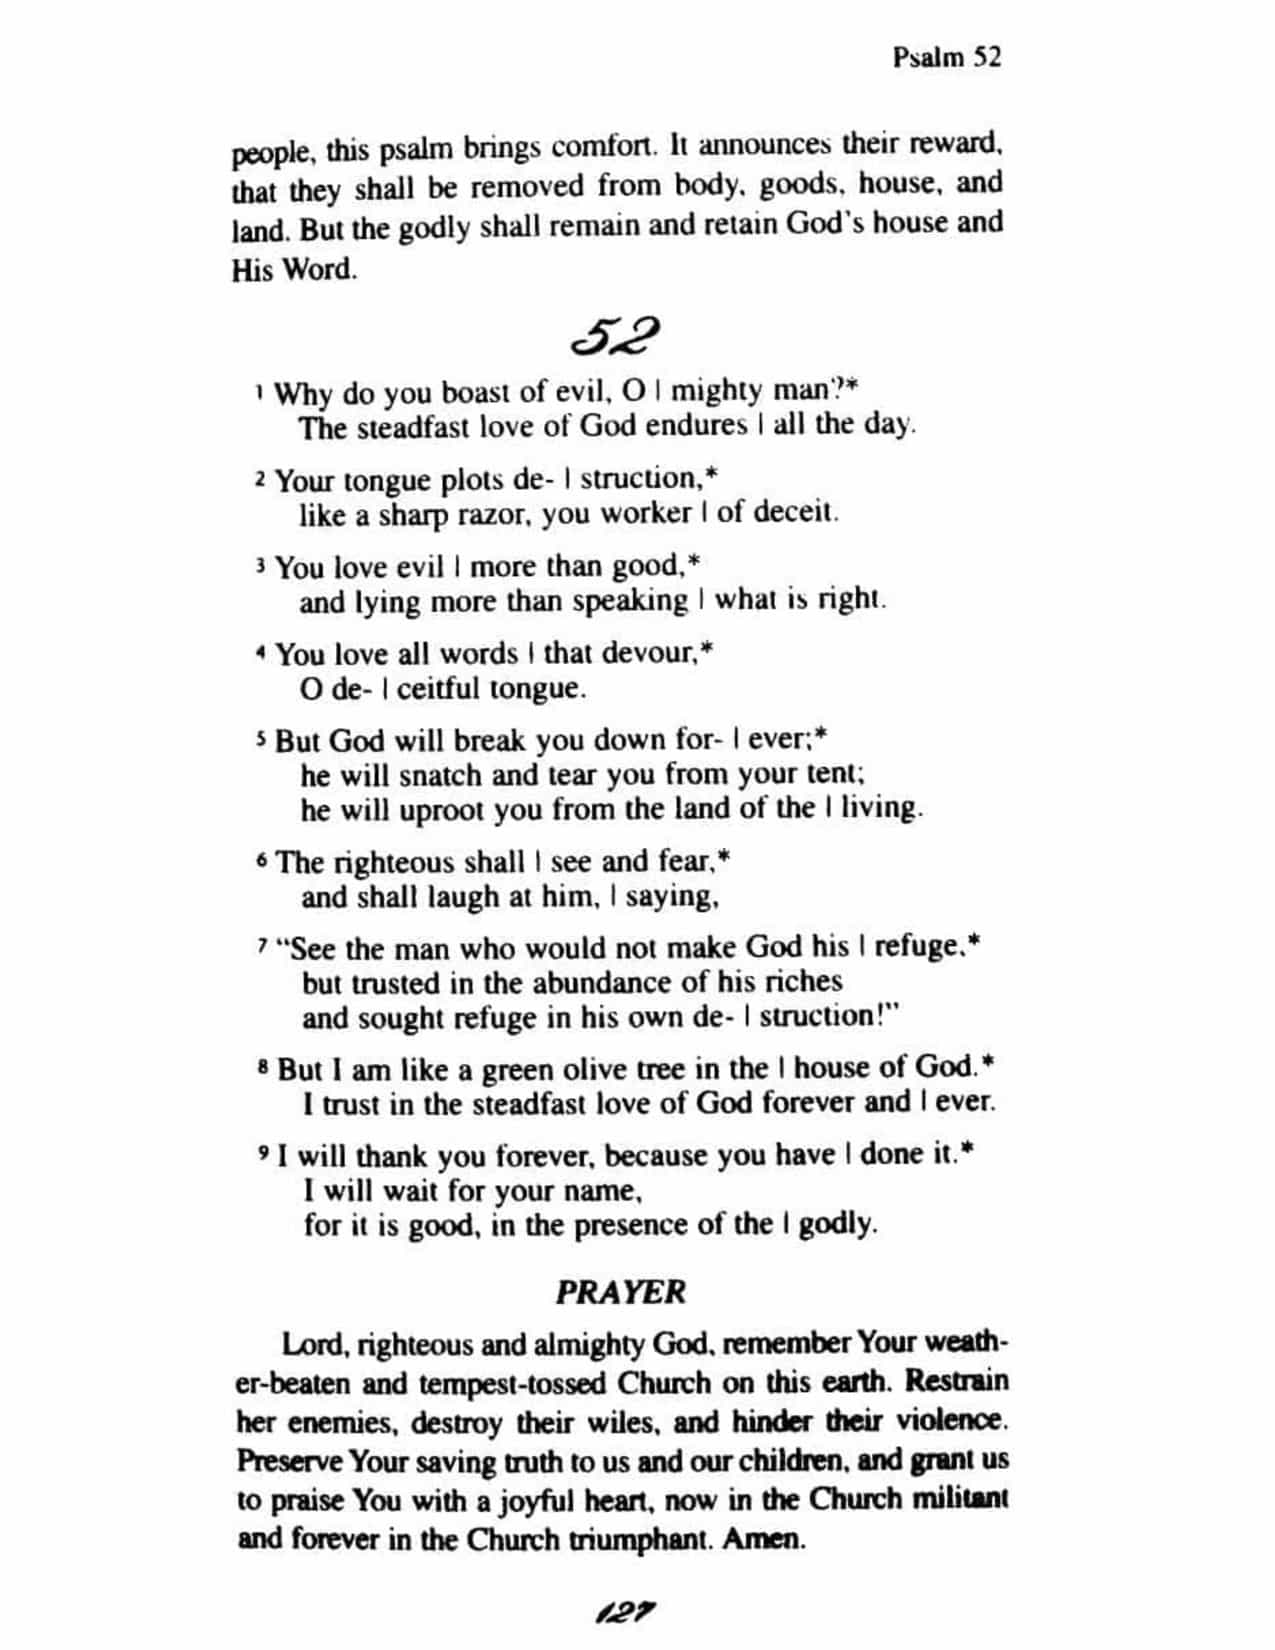 Psalm 52
people, this psalm brings comfort. It announces their reward,
that they shall be removed from body, goods, house, and
land. But the godly shall remain and retain God's house and
His Word.
52
1 Why do you boast of evil, O | mighty man?*
The steadfast love of God endures | all the day.
2 Your tongue plots de- | struction,*
like a sharp razor, you worker | of deceit.
3 You love evil | more than good,*
and lying more than speaking | what is right.
4 You love all words | that devour,*
O de- | ceitful tongue.
5 But God will break you down for- | ever;*
he will snatch and tear you from your tent;
he will uproot you from the land of the | living.
6 The righteous shall | see and fear,*
and shall laugh at him, | saying,
7 "See the man who would not make God his | refuge,*
but trusted in the abundance of his riches
and sought refuge in his own de- | struction!"
8 But I am like a green olive tree in the | house of God.*
I trust in the steadfast love of God forever and | ever.
9 I will thank you forever, because you have | done it.*
I will wait for your name,
for it is good, in the presence of the | godly.
PRAYER
Lord, righteous and almighty God, remember Your weath-
er-beaten and tempest-tossed Church on this earth. Restrain
her enemies, destroy their wiles, and hinder their violence.
Preserve Your saving truth to us and our children, and grant us
to praise You with a joyful heart, now in the Church militant
and forever in the Church triumphant. Amen.
127